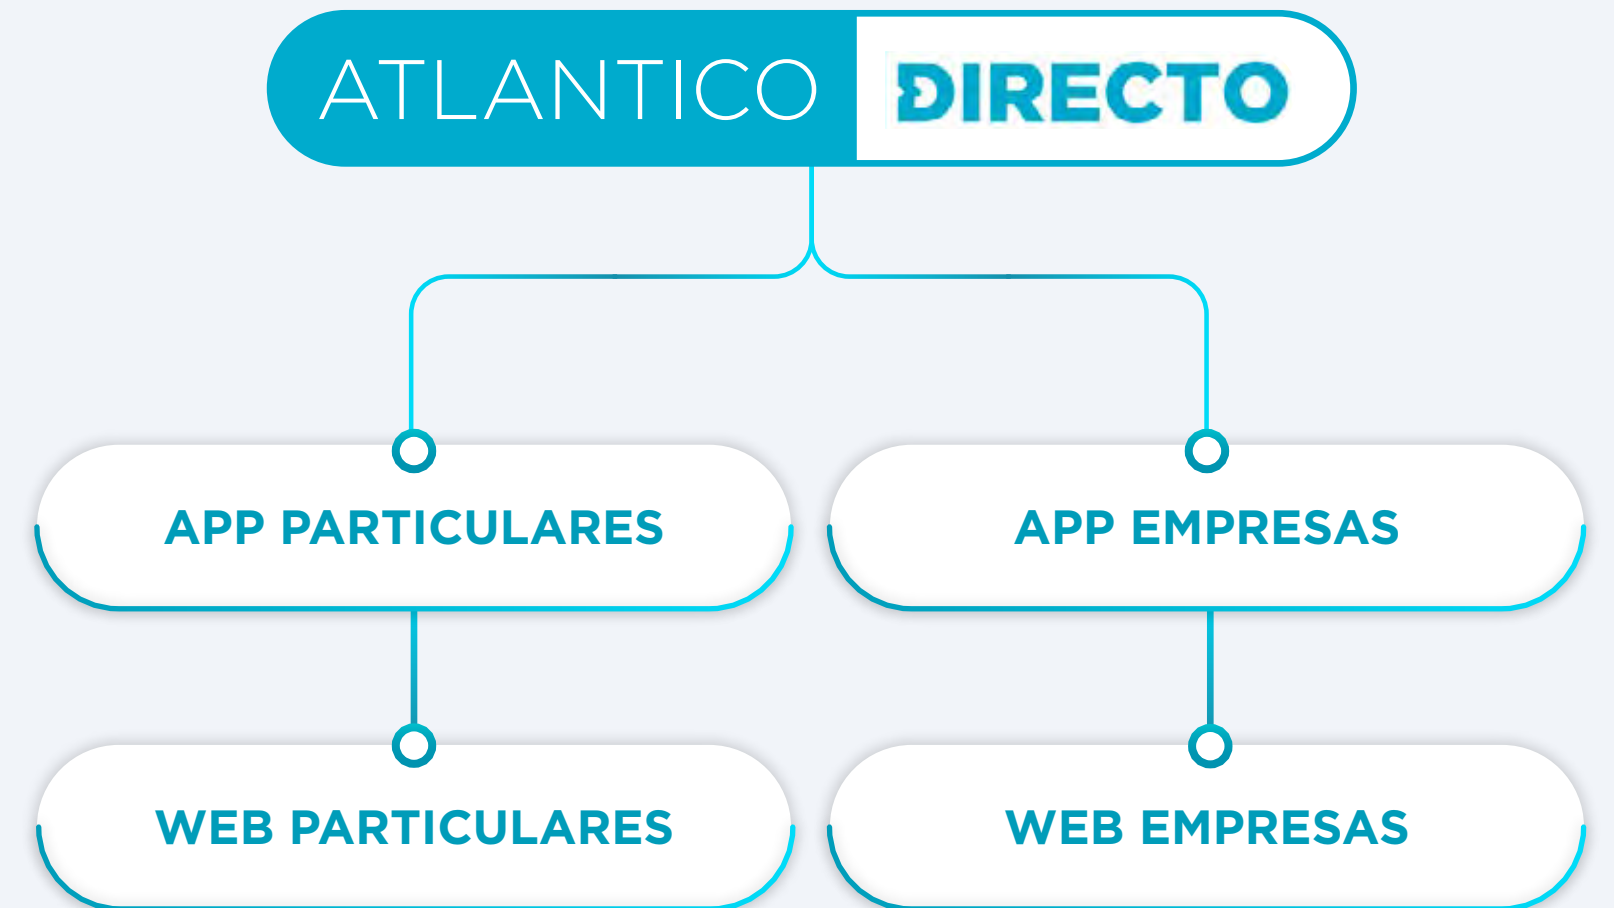 ATLANTICO DIRECTO
APP PARTICULARES
APP EMPRESAS
WEB PARTICULARES
WEB EMPRESAS